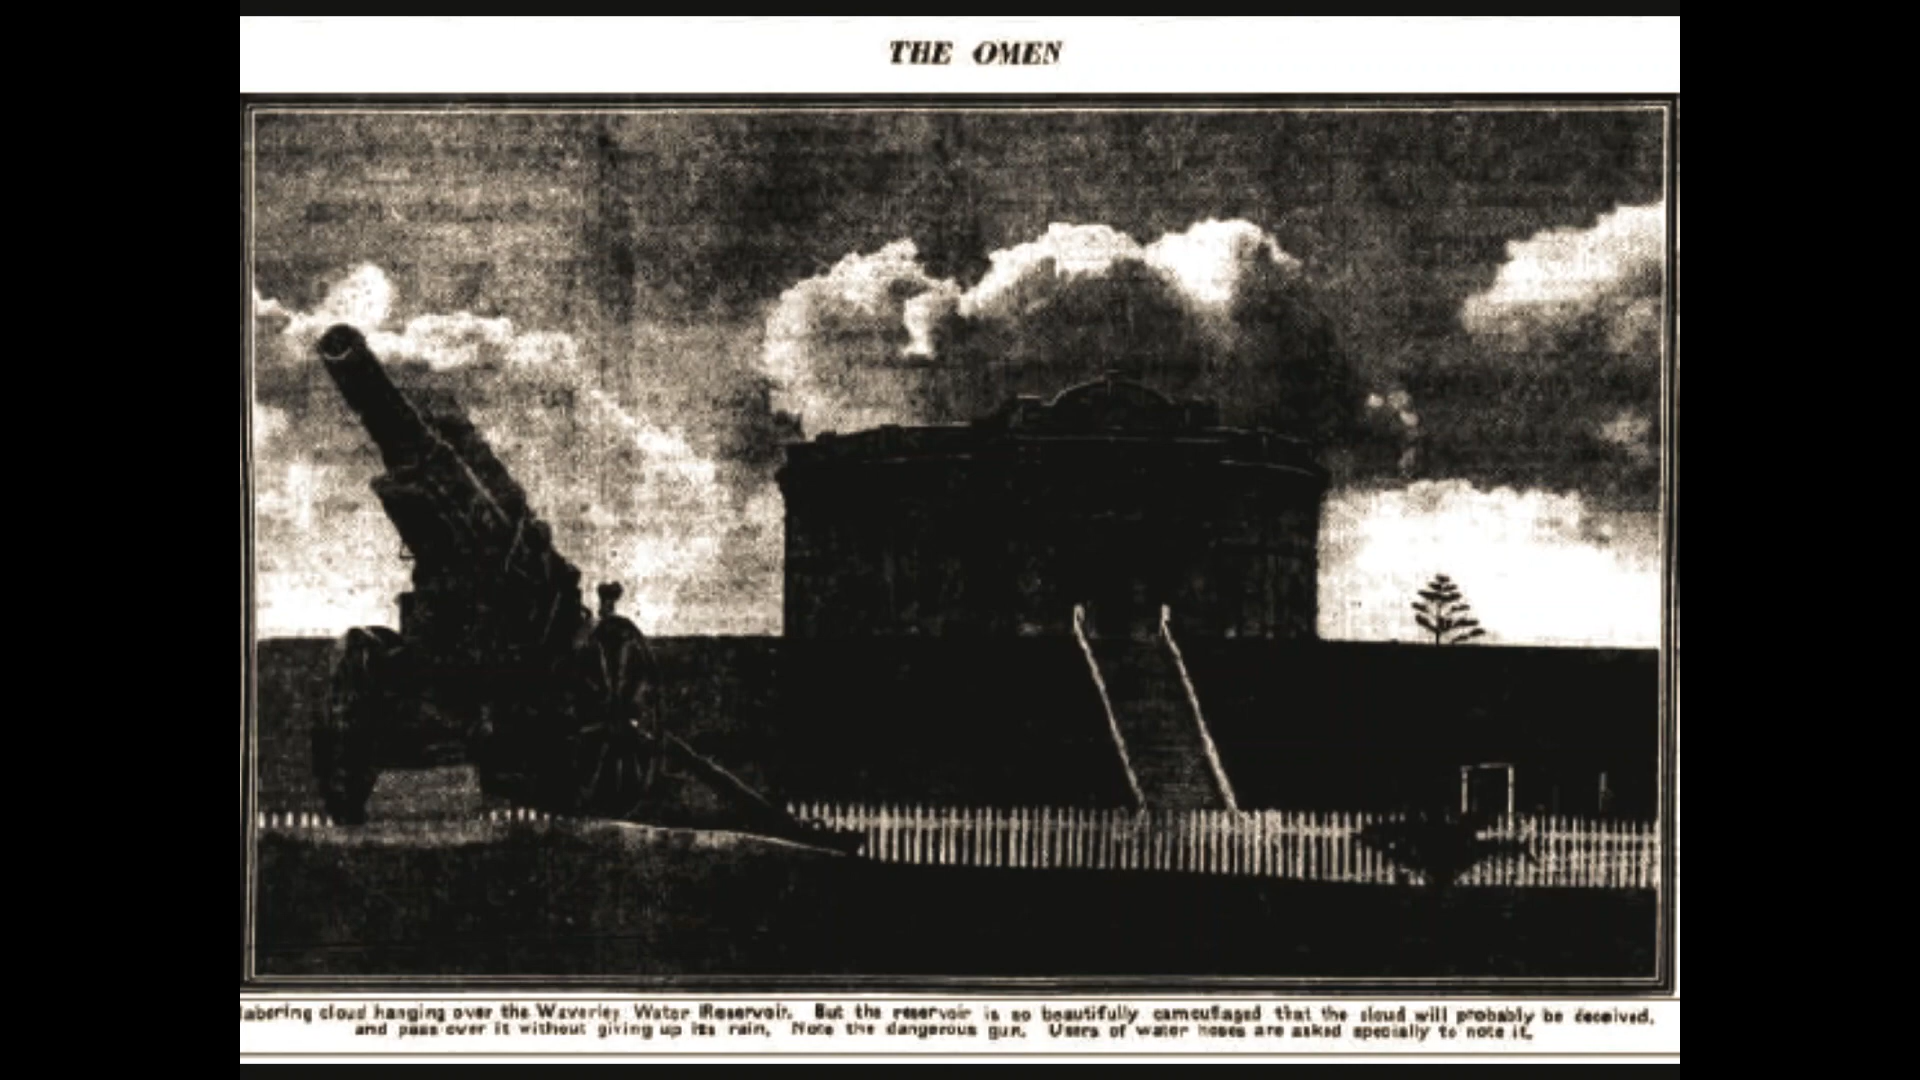 THE OMEN
labering cloud hanging over the Waverley Water Reservoir. But the reservoir is so beautifully camouflaged that the cloud will probably be deceived,
and pass over it without giving up its rain. Note the dangerous gun. Users of water hoses are asked specially to note it.